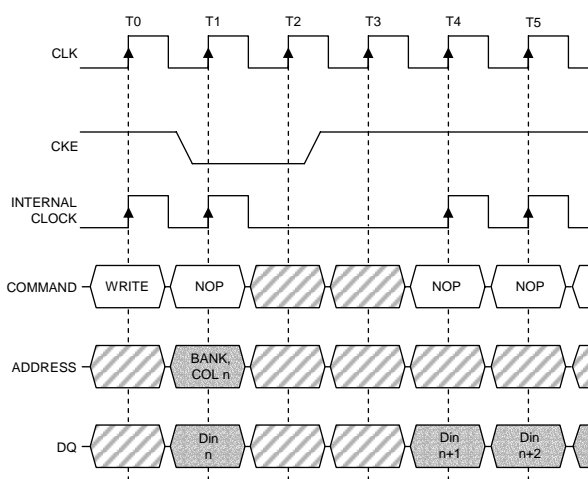 T0 T1 T2 T3 T4 T5
CLK
CKE
INTERNAL
CLOCK
COMMAND WRITE NOP NOP NOP
ADDRESS BANK,
COL n
DQ Din
n Din
n+1 Din
n+2